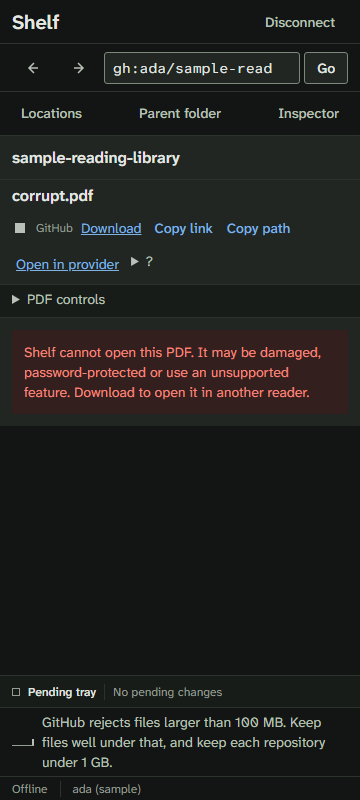 Shelf
Disconnect
gh:ada/sample-read
Go
Locations
Parent folder
Inspector
sample-reading-library
corrupt.pdf
GitHub Download Copy link Copy path
Open in provider ?
PDF controls
Shelf cannot open this PDF. It may be damaged,
password-protected or use an unsupported
feature. Download to open it in another reader.
Pending tray No pending changes
GitHub rejects files larger than 100 MB. Keep
files well under that, and keep each repository
under 1 GB.
Offline ada (sample)